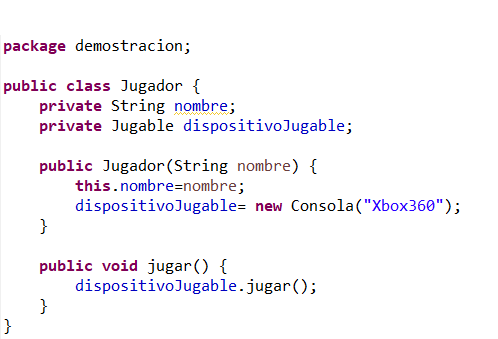 package demostracion;
public class Jugador {
private String nombre;
private Jugable dispositivoJugable;
public Jugador(String nombre) {
this.nombre=nombre;
dispositivoJugable= new Consola("Xbox360");
}
public void jugar() {
dispositivoJugable.jugar();
}
}